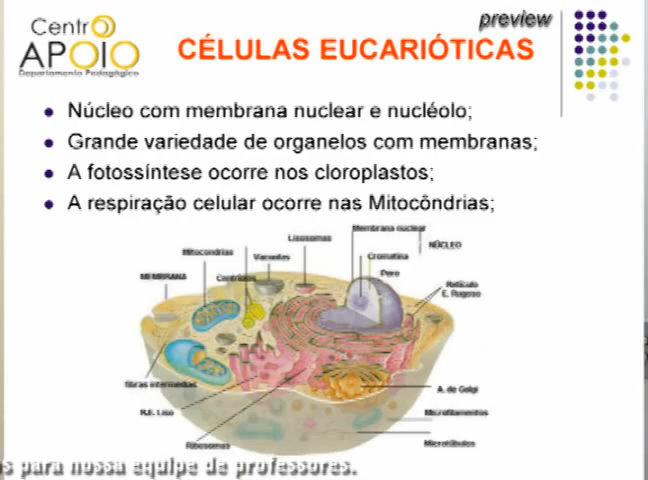 preview
Centro
APOIO
Departamento Pedagógico
CÉLULAS EUCARIÓTICAS
Núcleo com membrana nuclear e nucléolo;
Grande variedade de organelos com membranas;
A fotossíntese ocorre nos cloroplastos;
A respiração celular ocorre nas Mitocôndrias;
Membrana nuclear
Lisossomas
NÚCLEO
Mitocondrias
Vacuolos
Cromatina
MEMBRANA
Centriolos
Poro
Retículo
E. Rugoso
fibras intermedias
A. de Golgi
R.E. Liso
Microfilamentos
Ribosomas
Microtúbulos
s para nossa equipe de professores.